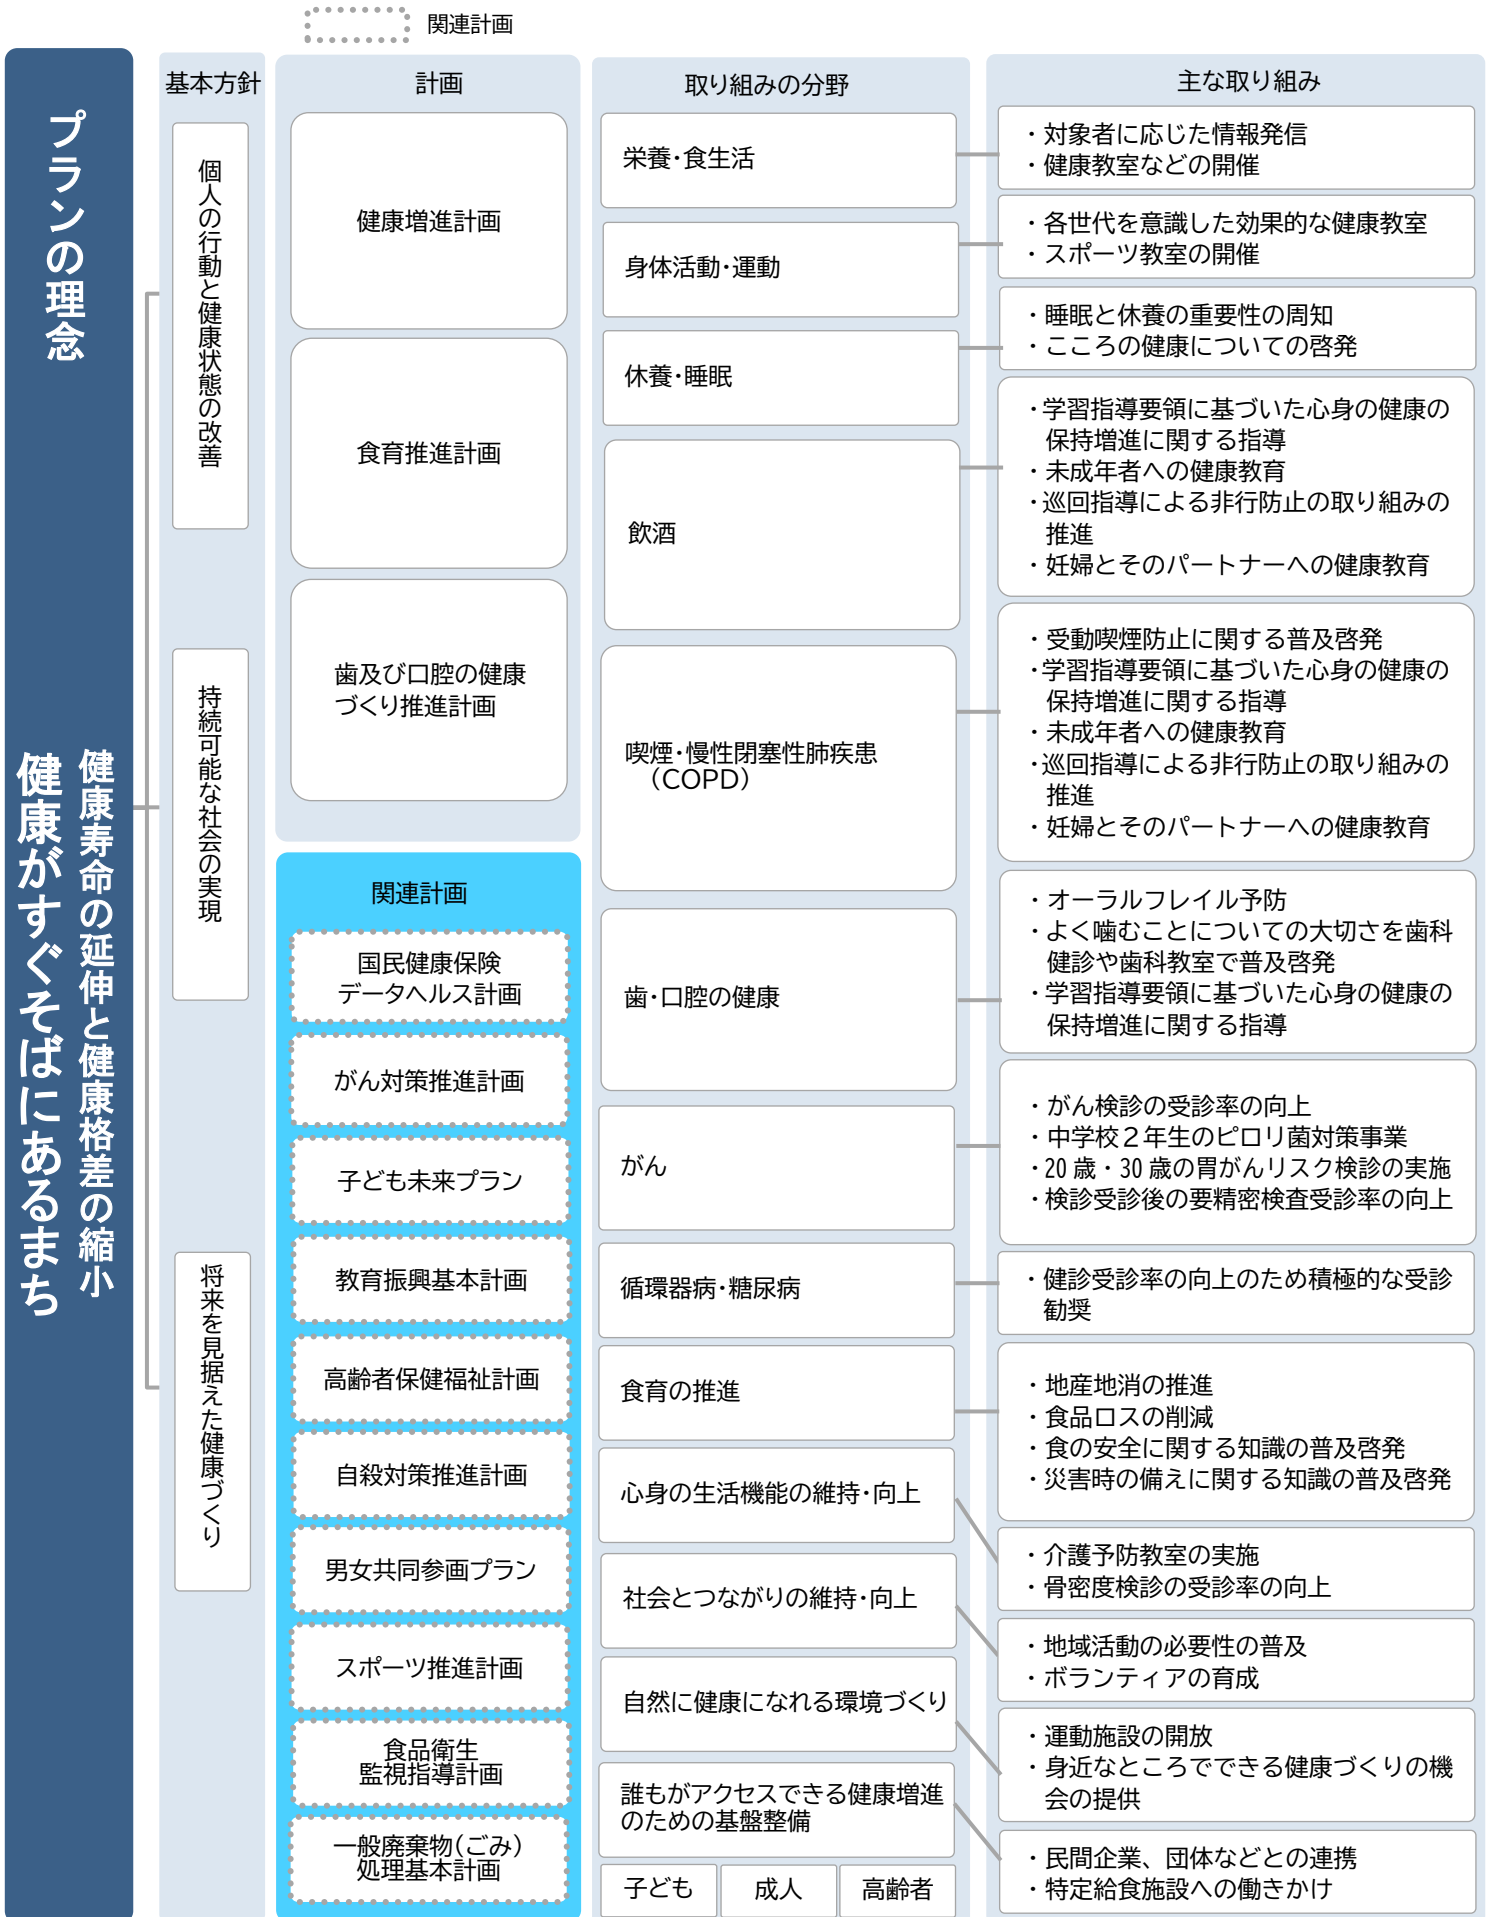 関連計画
プランの理念
健康寿命の延伸と健康格差の縮小
健康がすぐそばにあるまち
基本方針
個人の行動と健康状態の改善
持続可能な社会の実現
将来を見据えた健康づくり
計画
健康増進計画
食育推進計画
歯及び口腔の健康
づくり推進計画
関連計画
国民健康保険
データヘルス計画
がん対策推進計画
子ども未来プラン
教育振興基本計画
高齢者保健福祉計画
自殺対策推進計画
男女共同参画プラン
スポーツ推進計画
食品衛生
監視指導計画
一般廃棄物（ごみ）
処理基本計画
取り組みの分野
栄養・食生活
身体活動・運動
休養・睡眠
飲酒
喫煙・慢性閉塞性肺疾患
（COPD）
歯・口腔の健康
がん
循環器病・糖尿病
食育の推進
心身の生活機能の維持・向上
社会とつながりの維持・向上
自然に健康になれる環境づくり
誰もがアクセスできる健康増進
のための基盤整備
子ども
成人
高齢者
主な取り組み
・対象者に応じた情報発信
・健康教室などの開催
・各世代を意識した効果的な健康教室
・スポーツ教室の開催
・睡眠と休養の重要性の周知
・こころの健康についての啓発
・学習指導要領に基づいた心身の健康の
保持増進に関する指導
・未成年者への健康教育
・巡回指導による非行防止の取り組みの
推進
・妊婦とそのパートナーへの健康教育
・受動喫煙防止に関する普及啓発
・学習指導要領に基づいた心身の健康の
保持増進に関する指導
・未成年者への健康教育
・巡回指導による非行防止の取り組みの
推進
・妊婦とそのパートナーへの健康教育
・オーラルフレイル予防
・よく噛むことについての大切さを歯科
健診や歯科教室で普及啓発
・学習指導要領に基づいた心身の健康の
保持増進に関する指導
・がん検診の受診率の向上
・中学校２年生のピロリ菌対策事業
・20歳・30歳の胃がんリスク検診の実施
・検診受診後の要精密検査受診率の向上
・健診受診率の向上のため積極的な受診
勧奨
・地産地消の推進
・食品ロスの削減
・食の安全に関する知識の普及啓発
・災害時の備えに関する知識の普及啓発
・介護予防教室の実施
・骨密度検診の受診率の向上
・地域活動の必要性の普及
・ボランティアの育成
・運動施設の開放
・身近なところでできる健康づくりの機
会の提供
・民間企業、団体などとの連携
・特定給食施設への働きかけ